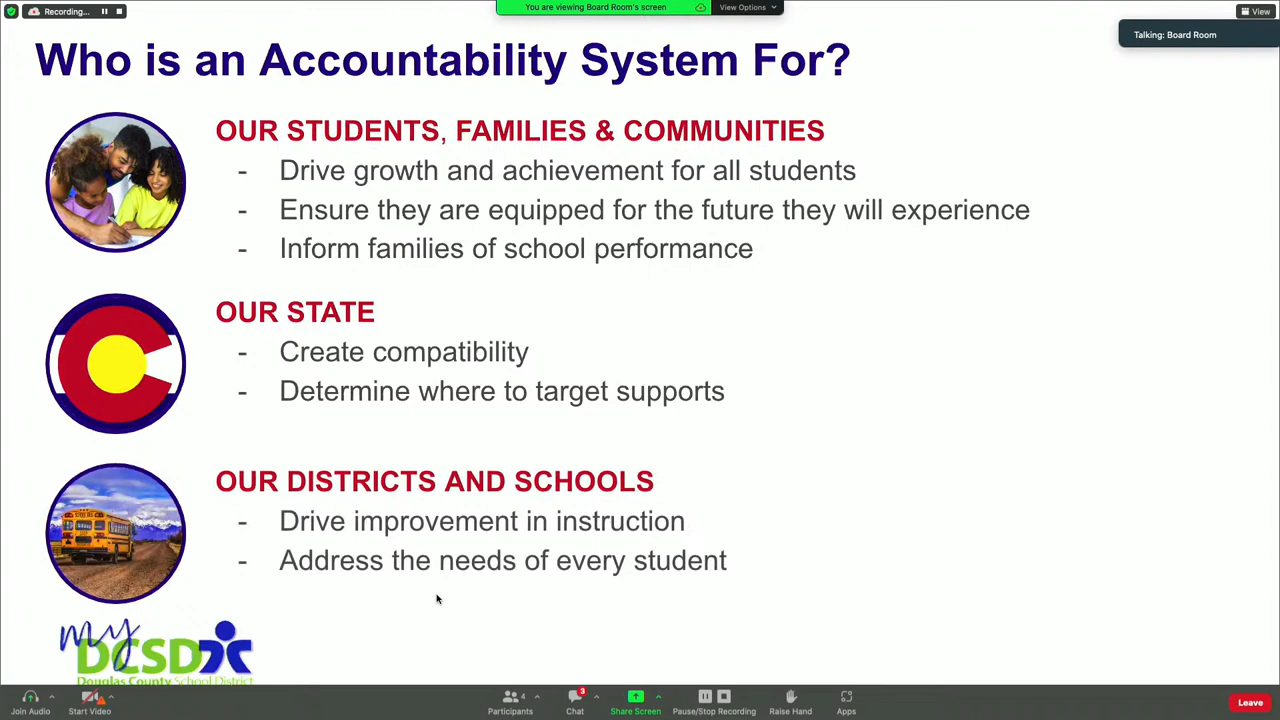 Recording...
You are viewing Board Room's screen
View Options
View
Talking: Board Room
Who is an Accountability System For?
OUR STUDENTS, FAMILIES & COMMUNITIES
- Drive growth and achievement for all students
- Ensure they are equipped for the future they will experience
- Inform families of school performance
OUR STATE
- Create compatibility
- Determine where to target supports
OUR DISTRICTS AND SCHOOLS
- Drive improvement in instruction
- Address the needs of every student
my
DCSD
Douglas County School District
Join Audio
Start Video
4
Participants
3
Chat
Share Screen
Pause/Stop Recording
Raise Hand
Apps
Leave